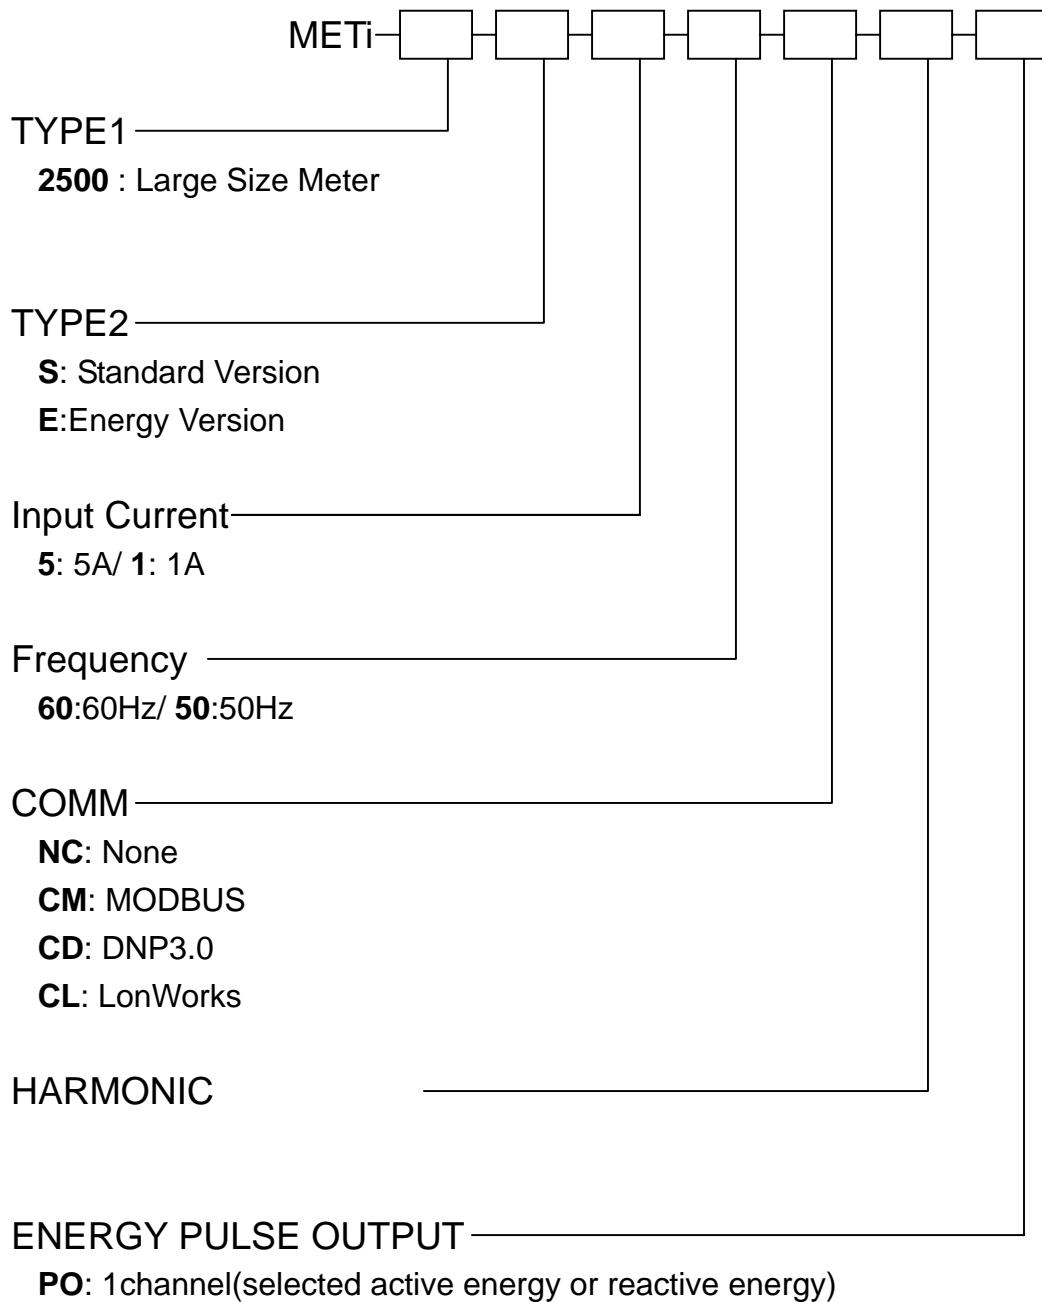 METi
TYPE1
2500 : Large Size Meter
TYPE2
S: Standard Version
E:Energy Version
Input Current
5: 5A/ 1: 1A
Frequency
60:60Hz/ 50:50Hz
COMM
NC: None
CM: MODBUS
CD: DNP3.0
CL: LonWorks
HARMONIC
ENERGY PULSE OUTPUT
PO: 1channel(selected active energy or reactive energy)